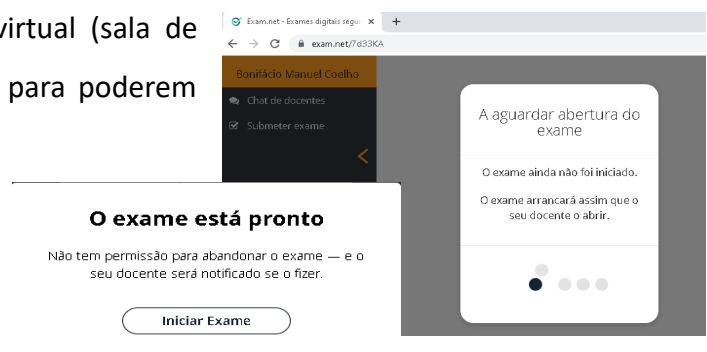 virtual (sala de
para poderem
Exam.net - Exames digitais segur
exam.net/7d33KA
Bonifácio Manuel Coelho
Chat de docentes
Submeter exame
A aguardar abertura do
exame
O exame ainda não foi iniciado.
O exame arrancará assim que o
seu docente o abrir.
O exame está pronto
Não tem permissão para abandonar o exame — e o
seu docente será notificado se o fizer.
Iniciar Exame